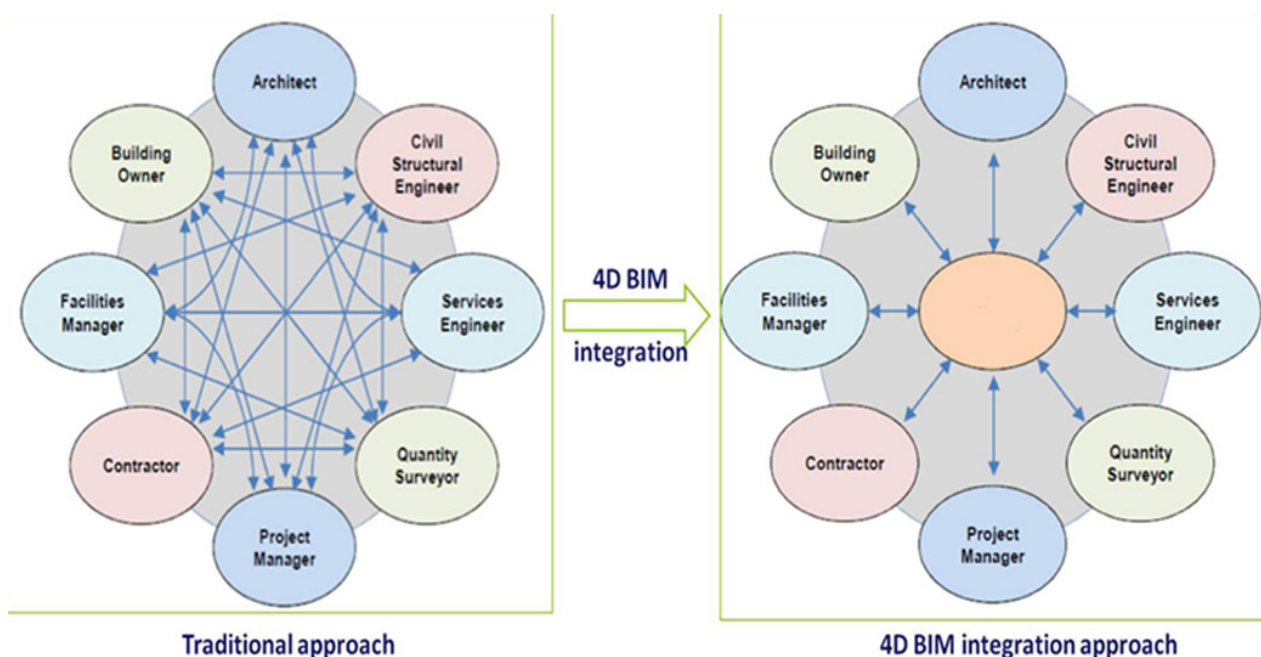 Architect
Building
Owner
Civil
Structural
Engineer
Facilities
Manager
Services
Engineer
Contractor
Quantity
Surveyor
Project
Manager
Traditional approach
4D BIM
integration
Architect
Building
Owner
Civil
Structural
Engineer
Facilities
Manager
Services
Engineer
Contractor
Quantity
Surveyor
Project
Manager
4D BIM integration approach